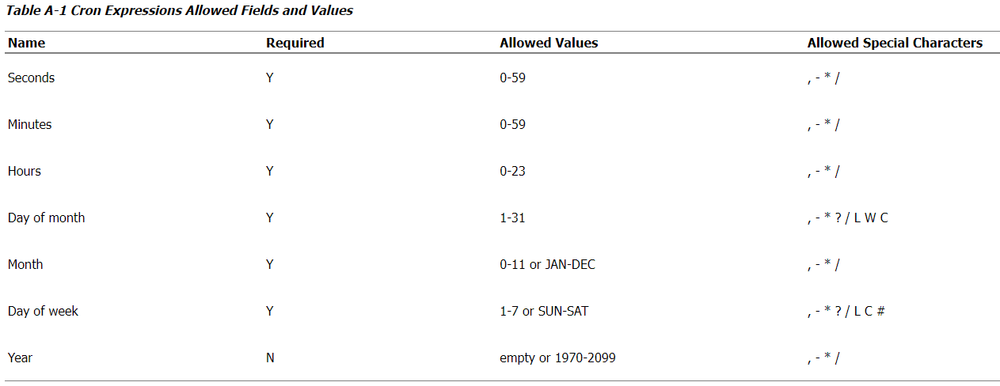 Table A-1 Cron Expressions Allowed Fields and Values
Name Required Allowed Values Allowed Special Characters
Seconds Y 0-59 , - * /
Minutes Y 0-59 , - * /
Hours Y 0-23 , - * /
Day of month Y 1-31 , - * ? / L W C
Month Y 0-11 or JAN-DEC , - * /
Day of week Y 1-7 or SUN-SAT , - * ? / L C #
Year N empty or 1970-2099 , - * /